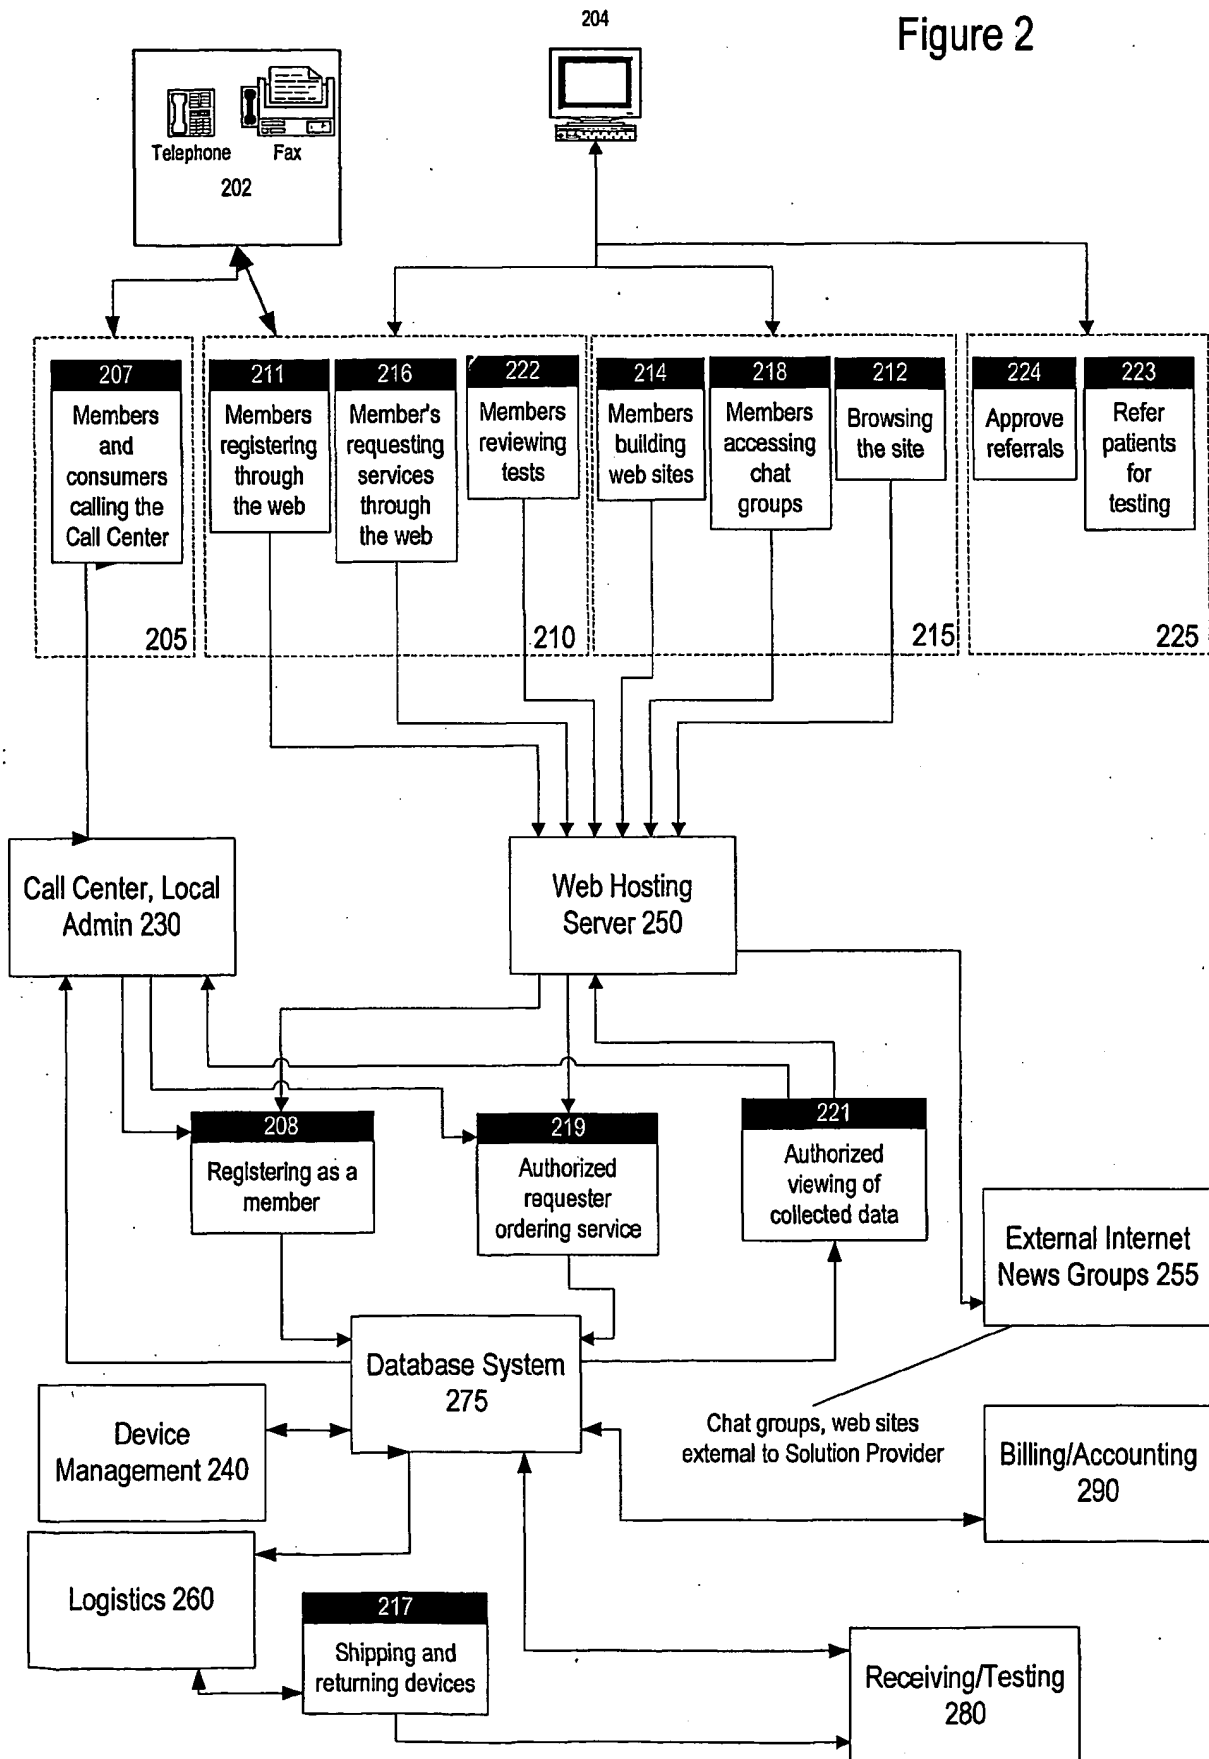 204
Figure 2
Telephone
Fax
202
207
Members
and
consumers
calling the
Call Center
211
Members
registering
through
the web
216
Member's
requesting
services
through
the web
222
Members
reviewing
tests
214
Members
building
web sites
218
Members
accessing
chat
groups
212
Browsing
the site
224
Approve
referrals
223
Refer
patients
for
testing
205
210
215
225
Call Center, Local
Admin 230
Web Hosting
Server 250
208
Registering as a
member
219
Authorized
requester
ordering service
221
Authorized
viewing of
collected data
External Internet
News Groups 255
Database System
275
Chat groups, web sites
external to Solution Provider
Device
Management 240
Billing/Accounting
290
Logistics 260
217
Shipping and
returning devices
Receiving/Testing
280